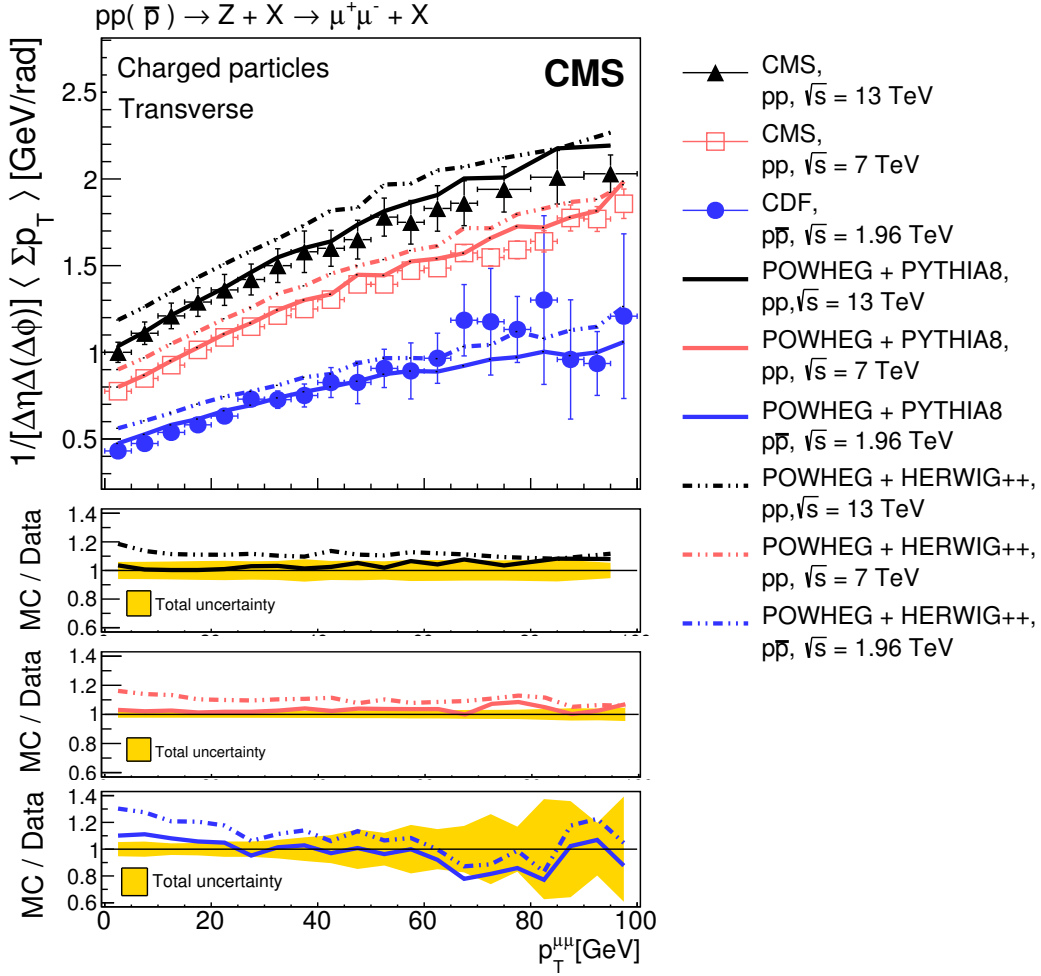 pp( p̅ ) → Z + X → μ⁺μ⁻ + X
Charged particles
CMS
Transverse
1/[ΔηΔ(Δϕ)] ⟨ Σp_T ⟩ [GeV/rad]
2.5
2
1.5
1
0.5
CMS,
pp, √s = 13 TeV
CMS,
pp, √s = 7 TeV
CDF,
pp̅, √s = 1.96 TeV
POWHEG + PYTHIA8,
pp,√s = 13 TeV
POWHEG + PYTHIA8,
pp, √s = 7 TeV
POWHEG + PYTHIA8
pp̅, √s = 1.96 TeV
POWHEG + HERWIG++,
pp,√s = 13 TeV
POWHEG + HERWIG++,
pp, √s = 7 TeV
POWHEG + HERWIG++,
pp̅, √s = 1.96 TeV
MC / Data
1.4
1.2
1
0.8
0.6
Total uncertainty
MC / Data
1.4
1.2
1
0.8
0.6
Total uncertainty
MC / Data
1.4
1.2
1
0.8
0.6
Total uncertainty
0 20 40 60 80 100
p_T^μμ [GeV]